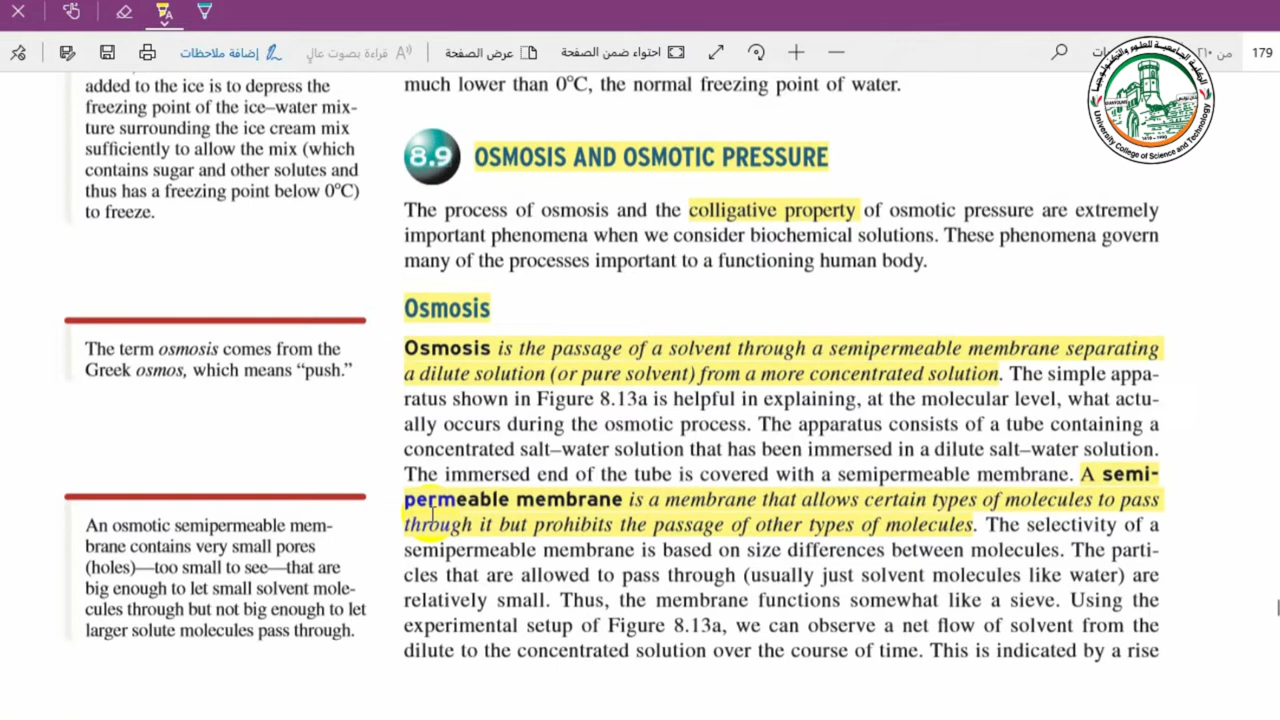 قراءة بصوت عالٍ
إضافة ملاحظات
عرض الصفحة
احتواء ضمن الصفحة
179
من ٢١٠
added to the ice is to depress the
freezing point of the ice–water mix-
ture surrounding the ice cream mix
sufficiently to allow the mix (which
contains sugar and other solutes and
thus has a freezing point below 0°C)
to freeze.
The term osmosis comes from the
Greek osmos, which means “push.”
An osmotic semipermeable mem-
brane contains very small pores
(holes)—too small to see—that are
big enough to let small solvent mole-
cules through but not big enough to let
larger solute molecules pass through.
much lower than 0°C, the normal freezing point of water.
8.9 OSMOSIS AND OSMOTIC PRESSURE
The process of osmosis and the colligative property of osmotic pressure are extremely
important phenomena when we consider biochemical solutions. These phenomena govern
many of the processes important to a functioning human body.
Osmosis
Osmosis is the passage of a solvent through a semipermeable membrane separating
a dilute solution (or pure solvent) from a more concentrated solution. The simple appa-
ratus shown in Figure 8.13a is helpful in explaining, at the molecular level, what actu-
ally occurs during the osmotic process. The apparatus consists of a tube containing a
concentrated salt–water solution that has been immersed in a dilute salt–water solution.
The immersed end of the tube is covered with a semipermeable membrane. A semi-
permeable membrane is a membrane that allows certain types of molecules to pass
through it but prohibits the passage of other types of molecules. The selectivity of a
semipermeable membrane is based on size differences between molecules. The parti-
cles that are allowed to pass through (usually just solvent molecules like water) are
relatively small. Thus, the membrane functions somewhat like a sieve. Using the
experimental setup of Figure 8.13a, we can observe a net flow of solvent from the
dilute to the concentrated solution over the course of time. This is indicated by a rise
الكلية الجامعية للعلوم والتكنولوجيا
University College of Science and Technology